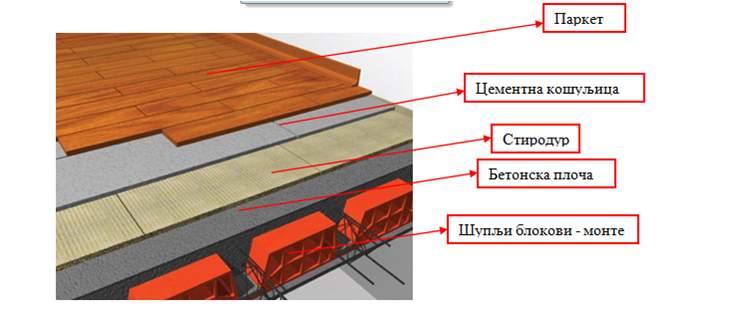 Паркет
Цементна кошуљица
Стиродур
Бетонска плоча
Шупљи блокови - монте